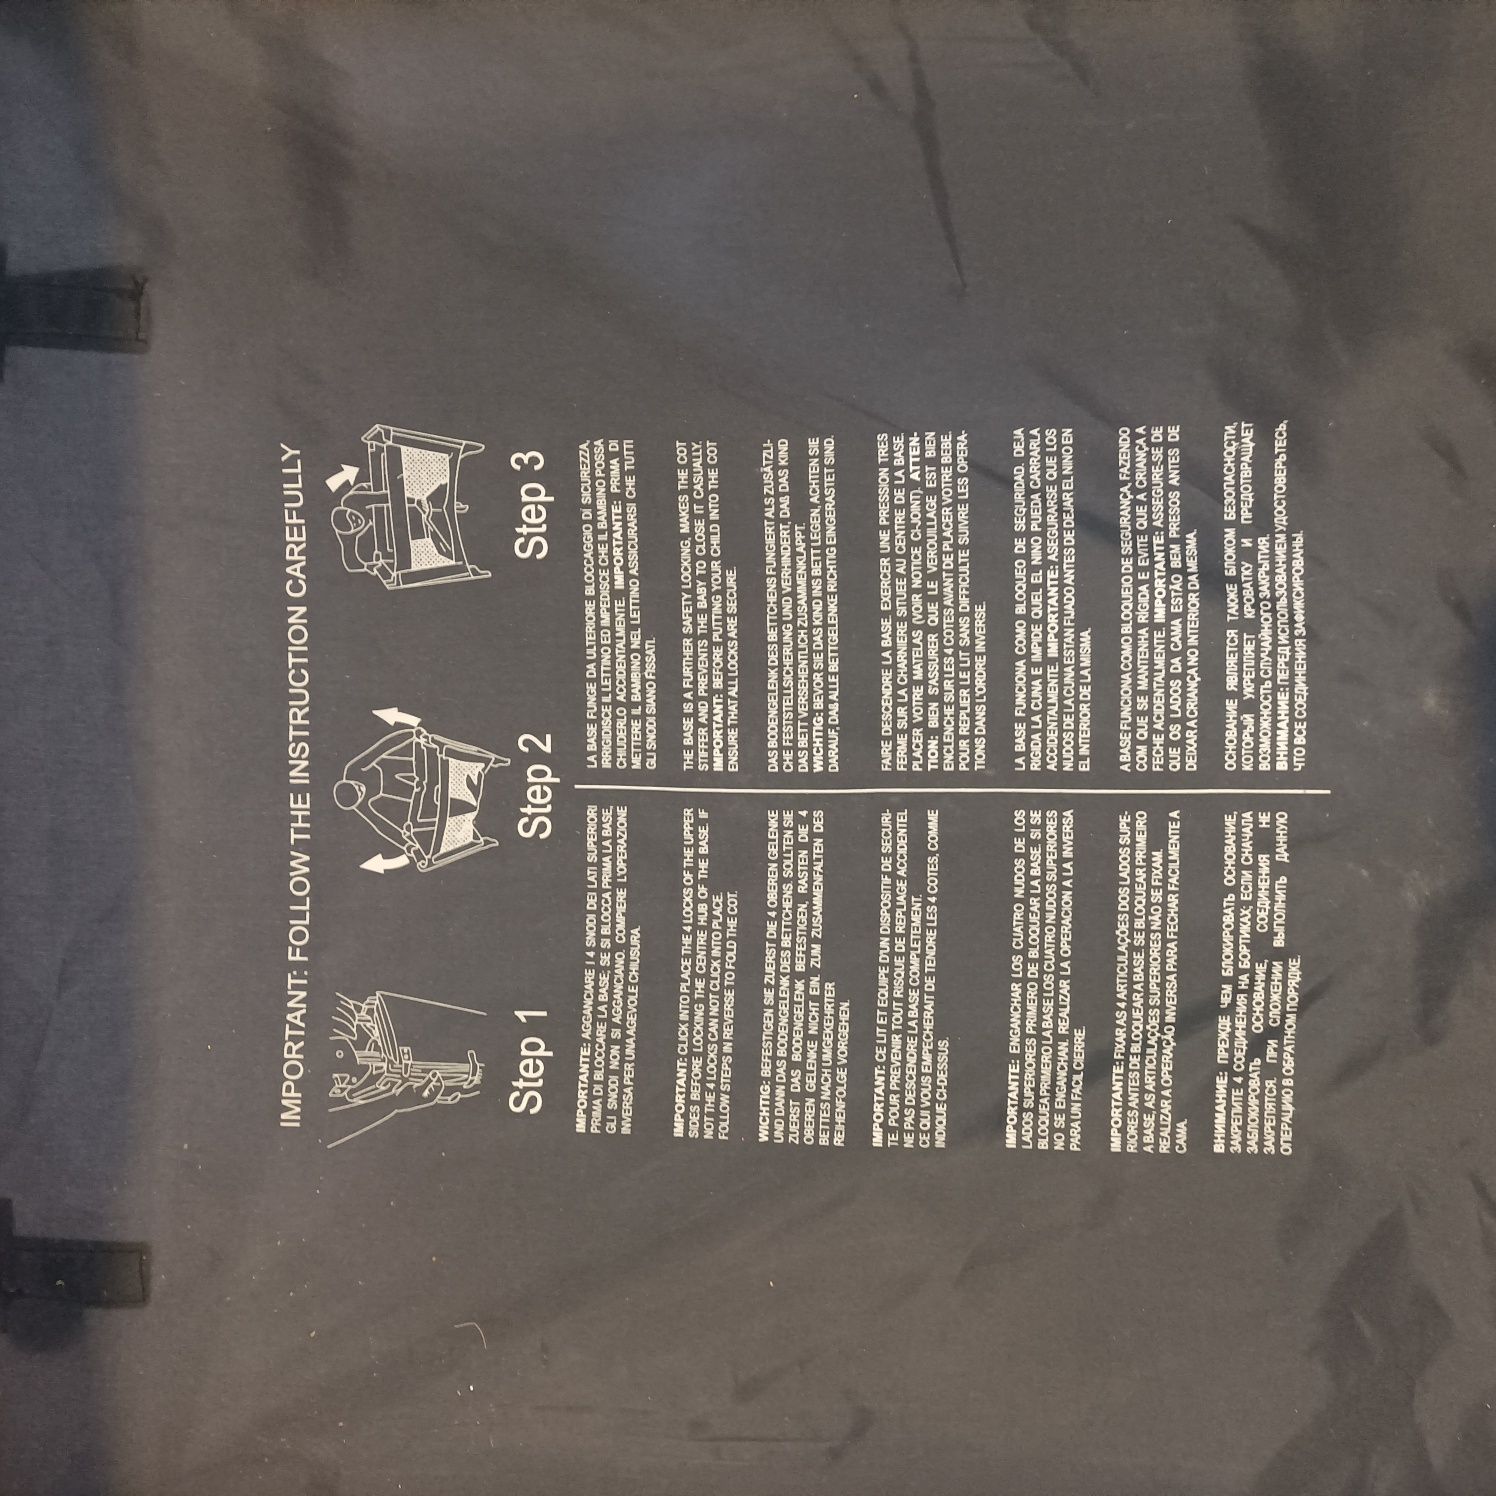 IMPORTANT: FOLLOW THE INSTRUCTION CAREFULLY
Step 1
Step 2
Step 3
IMPORTANTE: AGGANCIARE I 4 SNODI DEI LATI SUPERIORI
PRIMA DI BLOCCARE LA BASE; SE SI BLOCCA PRIMA LA BASE,
GLI SNODI NON SI AGGANCIANO. COMPIERE L'OPERAZIONE
INVERSA PER UNA AGEVOLE CHIUSURA.
IMPORTANT: CLICK INTO PLACE THE 4 LOCKS OF THE UPPER
SIDES BEFORE LOCKING THE CENTRE HUB OF THE BASE. IF
NOT THE 4 LOCKS CAN NOT CLICK INTO PLACE.
FOLLOW STEPS IN REVERSE TO FOLD THE COT.
WICHTIG: BEFESTIGEN SIE ZUERST DIE 4 OBEREN GELENKE
UND DANN DAS BODENGELENK DES BETTCHENS. SOLLTEN SIE
ZUERST DAS BODENGELENK BEFESTIGEN, RASTEN DIE 4
OBEREN GELENKE NICHT EIN. ZUM ZUSAMMENFALTEN DES
BETTES NACH UMGEKEHRTER
REIHENFOLGE VORGEHEN.
IMPORTANT: CE LIT ET EQUIPE D'UN DISPOSITIF DE SECURI-
TE. POUR PREVENIR TOUT RISQUE DE REPLIAGE ACCIDENTEL
NE PAS DESCENDRE LA BASE COMPLETEMENT.
CE QUI VOUS EMPECHERAIT DE TENDRE LES 4 COTES, COMME
INDIQUE CI-DESSUS.
IMPORTANTE: ENGANCHAR LOS CUATRO NUDOS DE LOS
LADOS SUPERIORES PRIMERO DE BLOQUEAR LA BASE. SI SE
BLOQUEA PRIMERO LA BASE LOS CUATRO NUDOS SUPERIORES
NO SE ENGANCHAN. REALIZAR LA OPERACION A LA INVERSA
PARA UN FACIL CIERRE.
IMPORTANTE: FIXAR AS 4 ARTICULAÇÕES DOS LADOS SUPE-
RIORES ANTES DE BLOQUEAR A BASE. SE BLOQUEAR PRIMEIRO
A BASE, AS ARTICULAÇÕES SUPERIORES NÃO SE FIXAM.
REALIZAR A OPERAÇÃO INVERSA PARA FECHAR FACILMENTE A
CAMA.
ВНИМАНИЕ: ПРЕЖДЕ ЧЕМ БЛОКИРОВАТЬ ОСНОВАНИЕ,
ЗАКРЕПИТЕ 4 СОЕДИНЕНИЯ НА БОРТИКАХ; ЕСЛИ СНАЧАЛА
ЗАБЛОКИРОВАТЬ ОСНОВАНИЕ, СОЕДИНЕНИЯ НЕ
ЗАКРЕПЯТСЯ. ПРИ СЛОЖЕНИИ ВЫПОЛНИТЬ ДАННУЮ
ОПЕРАЦИЮ В ОБРАТНОМ ПОРЯДКЕ.
LA BASE FUNGE DA ULTERIORE BLOCCAGGIO DI SICUREZZA,
IRRIGIDISCE IL LETTINO ED IMPEDISCE CHE IL BAMBINO POSSA
CHIUDERLO ACCIDENTALMENTE. IMPORTANTE: PRIMA DI
METTERE IL BAMBINO NEL LETTINO ASSICURARSI CHE TUTTI
GLI SNODI SIANO FISSATI.
THE BASE IS A FURTHER SAFETY LOCKING, MAKES THE COT
STIFFER AND PREVENTS THE BABY TO CLOSE IT CASUALLY.
IMPORTANT: BEFORE PUTTING YOUR CHILD INTO THE COT
ENSURE THAT ALL LOCKS ARE SECURE.
DAS BODENGELENK DES BETTCHENS FUNGIERT ALS ZUSÄTZLI-
CHE FESTSTELLSICHERUNG UND VERHINDERT, DAß DAS KIND
DAS BETT VERSEHENTLICH ZUSAMMENKLAPPT.
WICHTIG: BEVOR SIE DAS KIND INS BETT LEGEN, ACHTEN SIE
DARAUF, DAß ALLE BETTGELENKE RICHTIG EINGERASTET SIND.
FAIRE DESCENDRE LA BASE. EXERCER UNE PRESSION TRES
FERME SUR LA CHARNIERE SITUEE AU CENTRE DE LA BASE.
PLACER VOTRE MATELAS (VOIR NOTICE CI-JOINT). ATTEN-
TION: BIEN S'ASSURER QUE LE VEROUILLAGE EST BIEN
ENCLENCHE SUR LES 4 COTES AVANT DE PLACER VOTRE BEBE.
POUR REPLIER LE LIT SANS DIFFICULTE SUIVRE LES OPERA-
TIONS DANS L'ORDRE INVERSE.
LA BASE FUNCIONA COMO BLOQUEO DE SEGURIDAD. DEJA
RIGIDA LA CUNA E IMPIDE QUEL EL NINO PUEDA CARRARLA
ACCIDENTALMENTE. IMPORTANTE: ASEGURARSE QUE LOS
NUDOS DE LA CUNA ESTAN FIJADO ANTES DE DEJAR EL NINO EN
EL INTERIOR DE LA MISMA.
A BASE FUNCIONA COMO BLOQUEIO DE SEGURANÇA, FAZENDO
COM QUE SE MANTENHA RÍGIDA E EVITE QUE A CRIANÇA A
FECHE ACIDENTALMENTE. IMPORTANTE: ASSEGURE-SE DE
QUE OS LADOS DA CAMA ESTÃO BEM PRESOS ANTES DE
DEIXAR A CRIANÇA NO INTERIOR DA MESMA.
ОСНОВАНИЕ ЯВЛЯЕТСЯ ТАКЖЕ БЛОКОМ БЕЗОПАСНОСТИ,
КОТОРЫЙ УКРЕПЛЯЕТ КРОВАТКУ И ПРЕДОТВРАЩАЕТ
ВОЗМОЖНОСТЬ СЛУЧАЙНОГО ЗАКРЫТИЯ.
ВНИМАНИЕ: ПЕРЕД ИСПОЛЬЗОВАНИЕМ УДОСТОВЕРЬТЕСЬ,
ЧТО ВСЕ СОЕДИНЕНИЯ ЗАФИКСИРОВАНЫ.